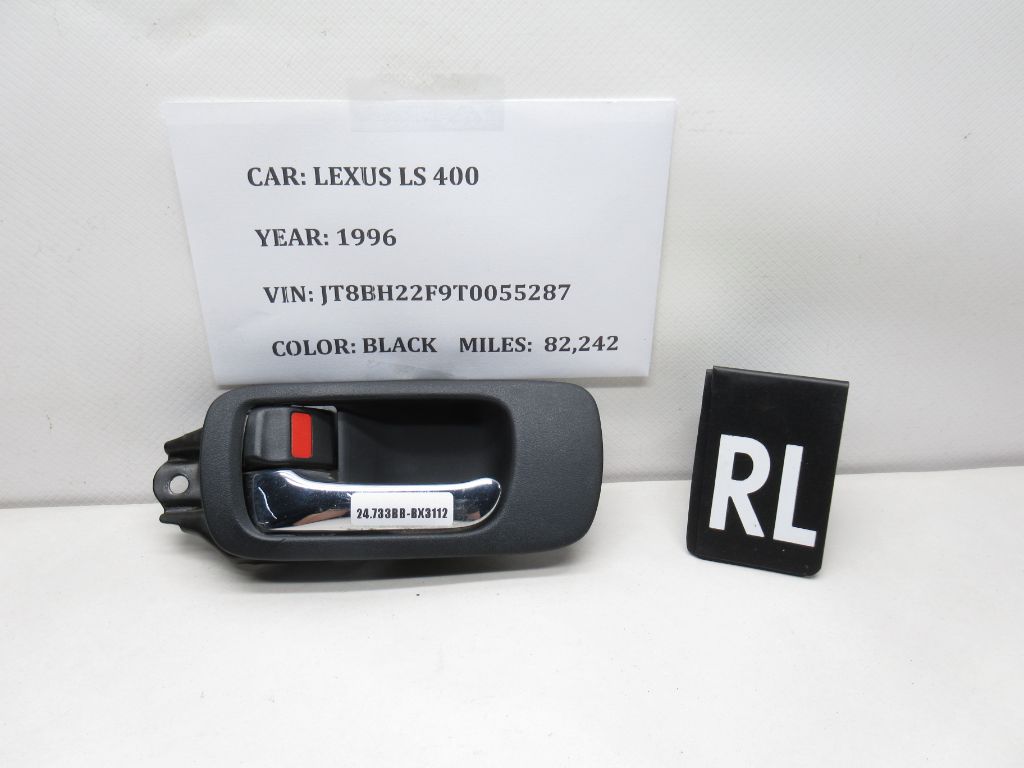 CAR: LEXUS LS 400
YEAR: 1996
VIN: JT8BH22F9T0055287
COLOR: BLACK MILES: 82,242
24.733BB-BX3112
RL